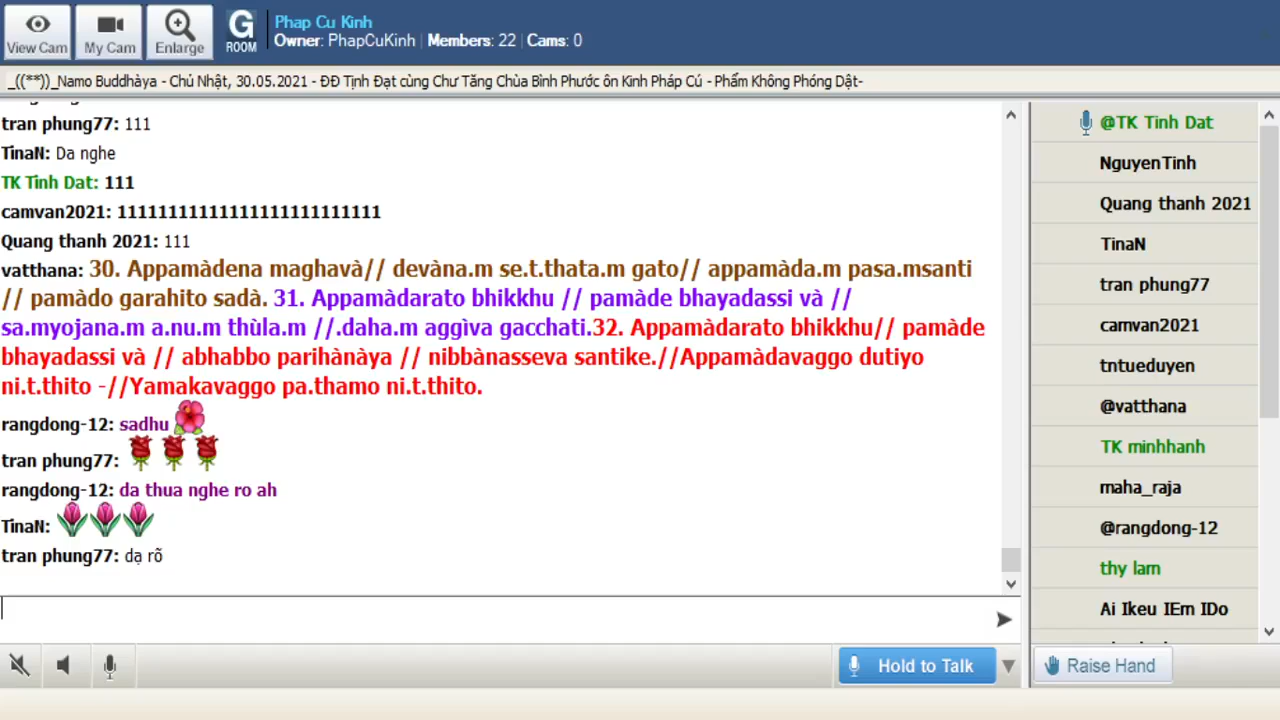 View Cam
My Cam
Enlarge
G
ROOM
Phap Cu Kinh
Owner: PhapCuKinh | Members: 22 | Cams: 0
_((**))_Namo Buddhàya - Chủ Nhật, 30.05.2021 - ĐĐ Tịnh Đạt cùng Chư Tăng Chùa Bình Phước ôn Kinh Pháp Cú - Phẩm Không Phóng Dật-
tran phung77: 111
TinaN: Da nghe
TK Tinh Dat: 111
camvan2021: 11111111111111111111111111
Quang thanh 2021: 111
vatthana: 30. Appamàdena maghavà// devàna.m se.t.thata.m gato// appamàda.m pasa.msanti
// pamàdo garahito sadà. 31. Appamàdarato bhikkhu // pamàde bhayadassi và //
sa.myojana.m a.nu.m thùla.m //.daha.m aggìva gacchati.32. Appamàdarato bhikkhu// pamàde
bhayadassi và // abhabbo parihànàya // nibbànasseva santike.//Appamàdavaggo dutiyo
ni.t.thito -//Yamakavaggo pa.thamo ni.t.thito.
rangdong-12: sadhu
tran phung77:
rangdong-12: da thua nghe ro ah
TinaN:
tran phung77: dạ rõ
Hold to Talk
@TK Tinh Dat
NguyenTinh
Quang thanh 2021
TinaN
tran phung77
camvan2021
tntueduyen
@vatthana
TK minhhanh
maha_raja
@rangdong-12
thy lam
Ai Ikeu IEm IDo
Raise Hand